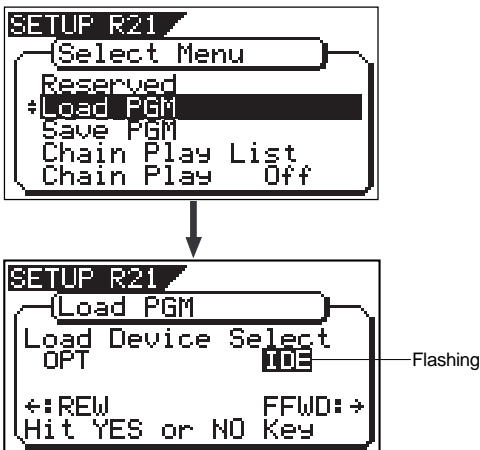 SETUP R21
Select Menu
Reserved
Load PGM
Save PGM
Chain Play List
Chain Play Off
SETUP R21
Load PGM
Load Device Select
OPT IDE
Flashing
←:REW FFWD:→
Hit YES or NO Key